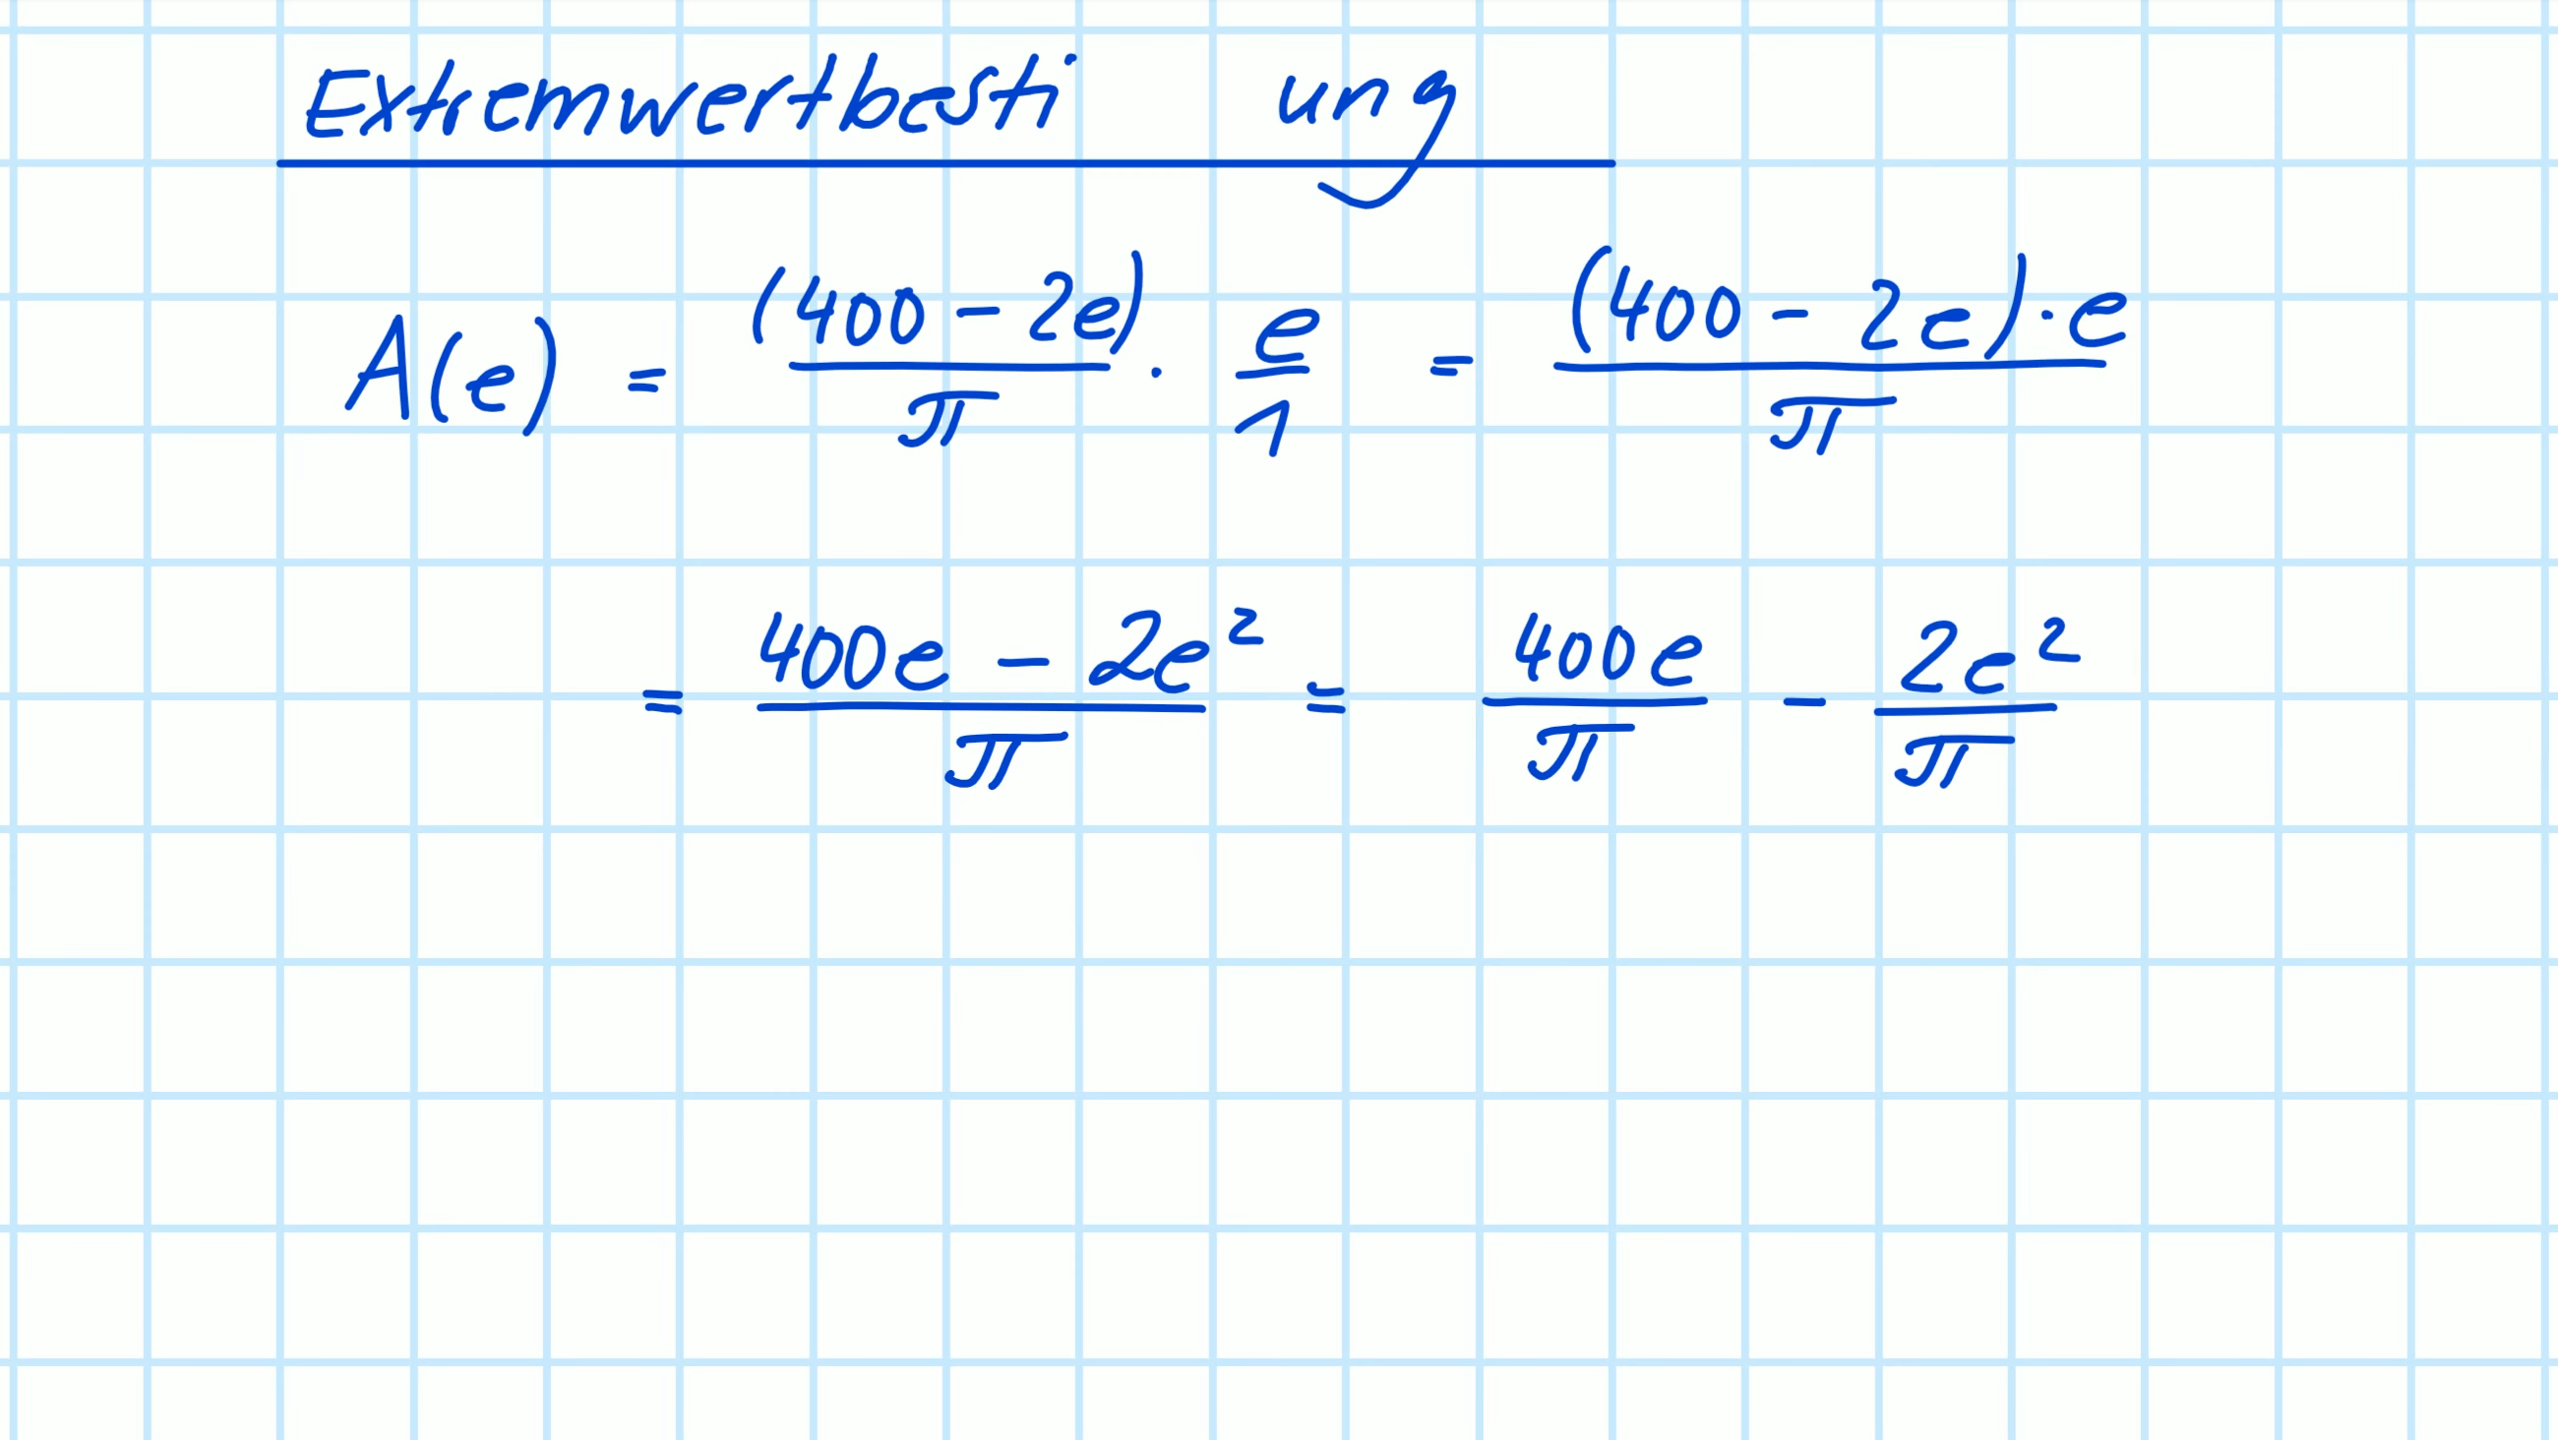 Extremwertbesti ung
A(e) = (400 - 2e)/π · e/1 = (400 - 2e) · e/π
= 400e - 2e²/π = 400e/π - 2e²/π